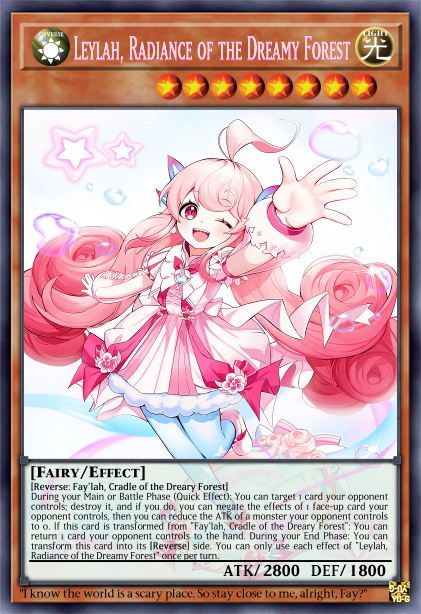 REVERSE
Leylah, Radiance of the Dreamy Forest
LIGHT
光
[Fairy/Effect]
[Reverse: Fay'lah, Cradle of the Dreary Forest]
During your Main or Battle Phase (Quick Effect): You can target 1 card your opponent
controls; destroy it, and if you do, you can negate the effects of 1 face-up card your
opponent controls, then you can reduce the ATK of a monster your opponent controls
to 0. If this card is transformed from "Fay'lah, Cradle of the Dreary Forest": You can
return 1 card your opponent controls to the hand. During your End Phase: You can
transform this card into its [Reverse] side. You can only use each effect of "Leylah,
Radiance of the Dreamy Forest" once per turn.
ATK/ 2800 DEF/ 1800
"I know the world is a scary place. So stay close to me, alright, Fay?"